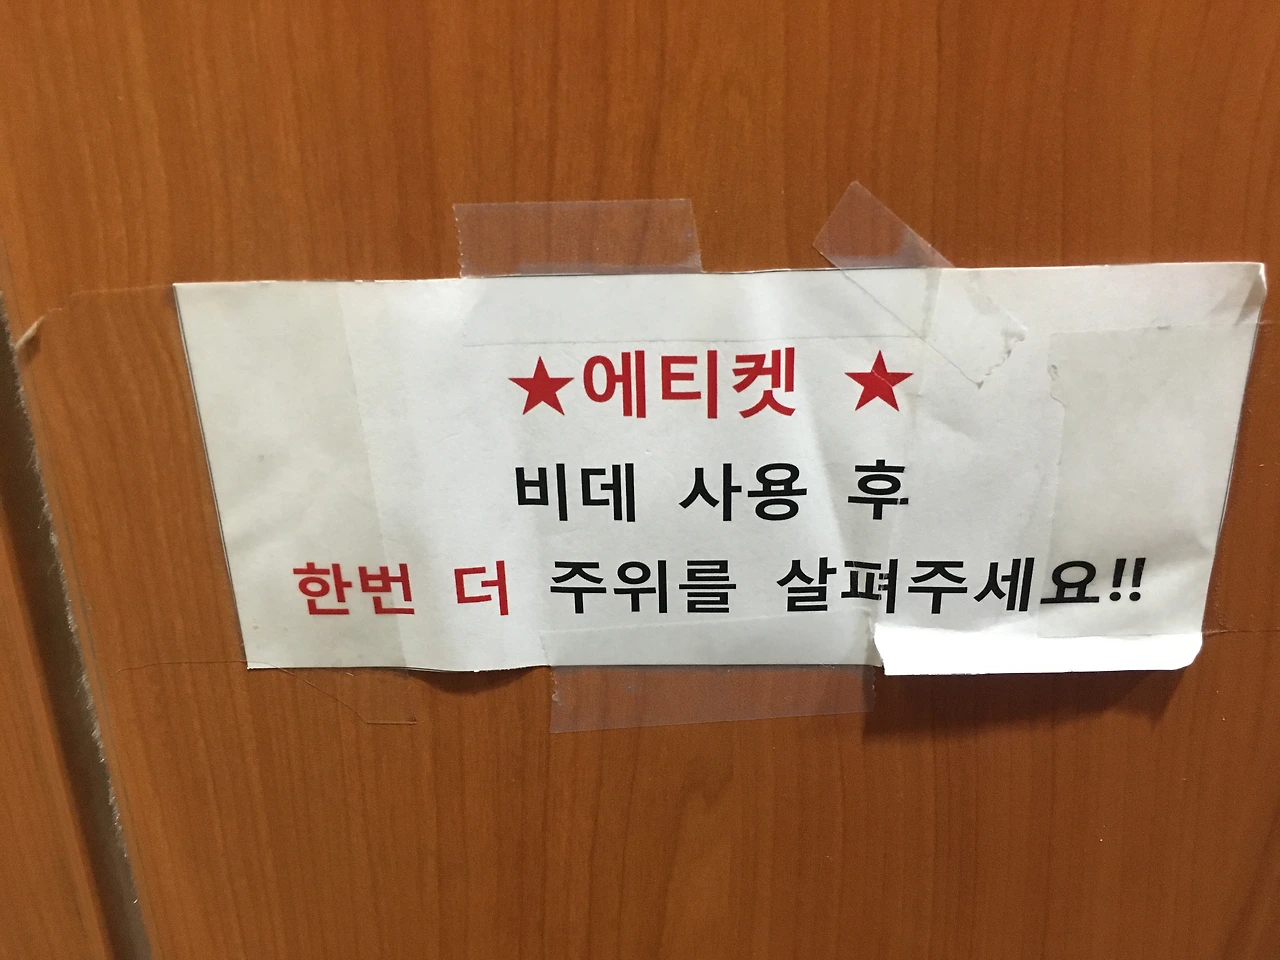 ★에티켓 ★
비데 사용 후
한번 더 주위를 살펴주세요!!